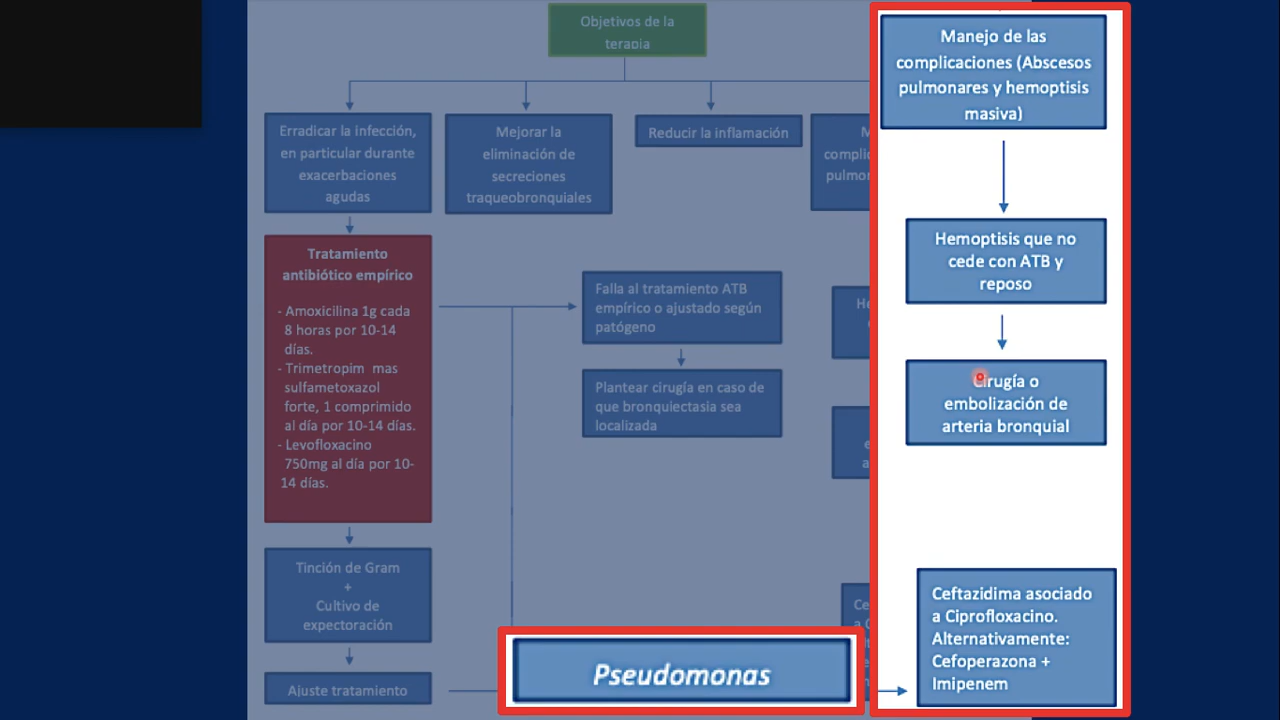 Objetivos de la
terapia
Erradicar la infección,
en particular durante
exacerbaciones
agudas
Mejorar la
eliminación de
secreciones
traqueobronquiales
Reducir la inflamación
Manejo de las
complicaciones (Abscesos
pulmonares y hemoptisis
masiva)
Tratamiento
antibiótico empírico
- Amoxicilina 1g cada
8 horas por 10-14
días.
- Trimetropim mas
sulfametoxazol
forte, 1 comprimido
al día por 10-14 días.
- Levofloxacino
750mg al día por 10-
14 días.
Falla al tratamiento ATB
empírico o ajustado según
patógeno
Plantear cirugía en caso de
que bronquiectasia sea
localizada
Hemoptisis que no
cede con ATB y
reposo
Cirugía o
embolización de
arteria bronquial
Tinción de Gram
+
Cultivo de
expectoración
Ajuste tratamiento
Pseudomonas
Ceftazidima asociado
a Ciprofloxacino.
Alternativamente:
Cefoperazona +
Imipenem